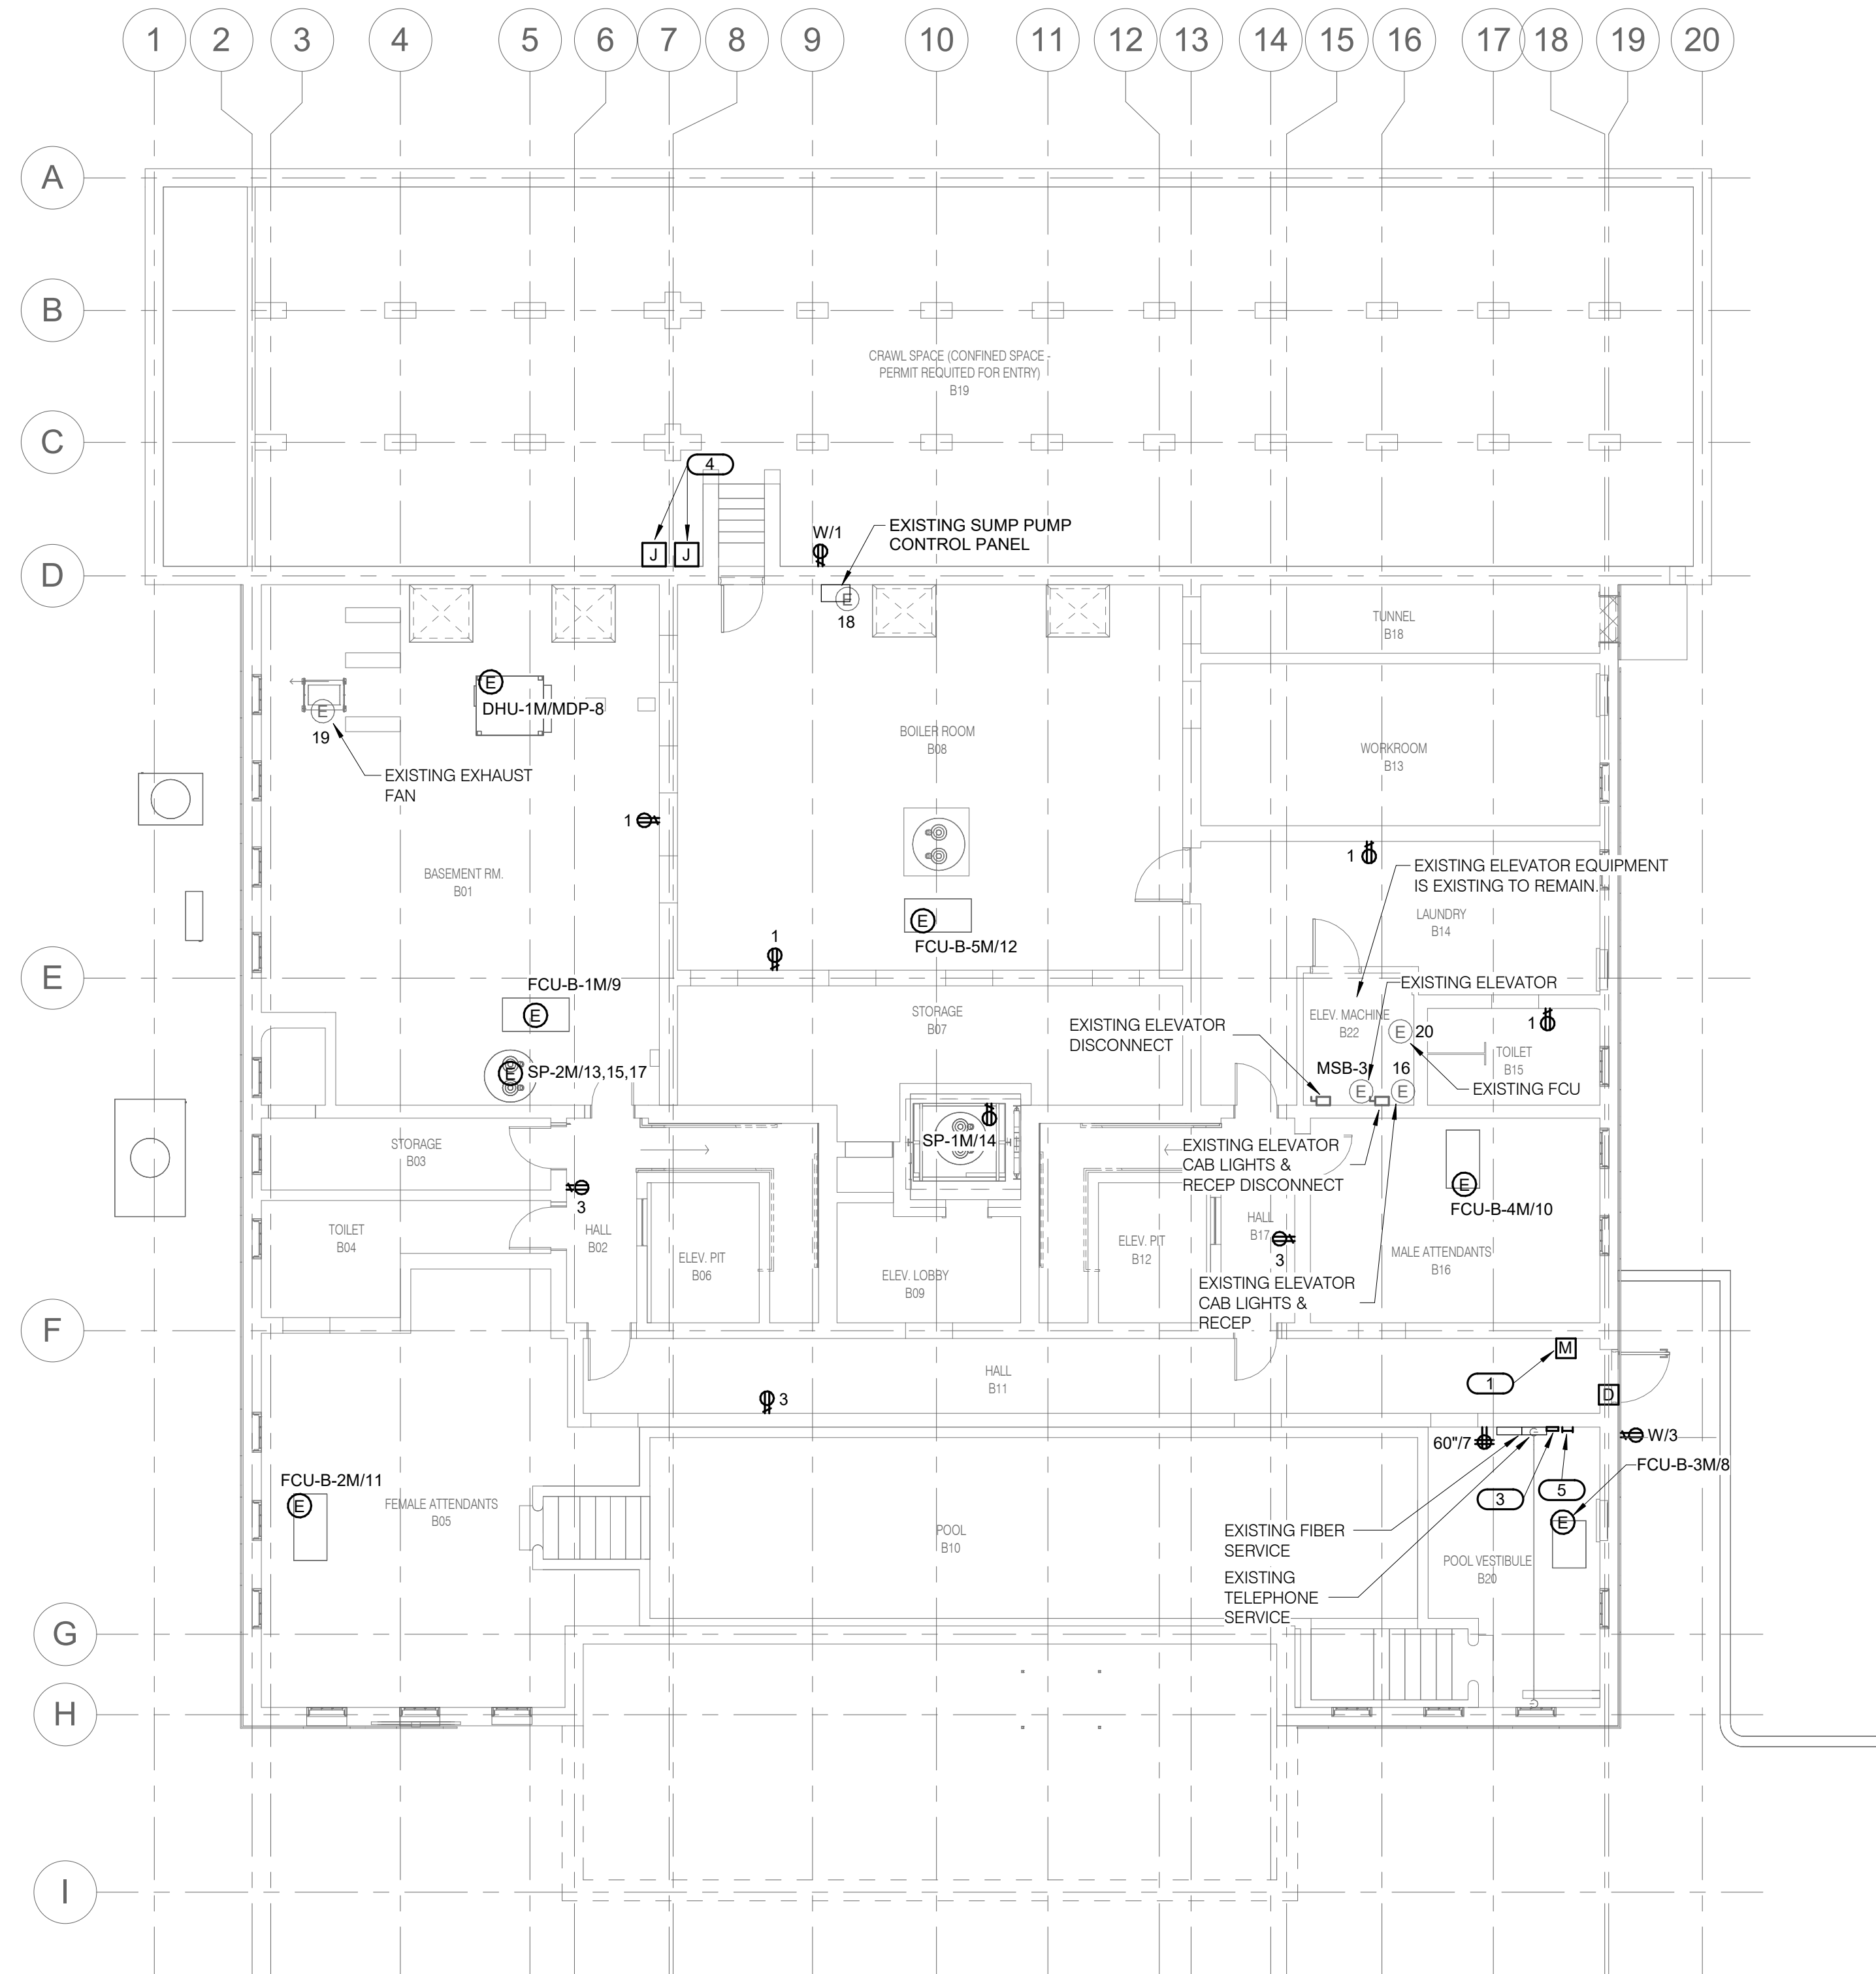 1 2 3 4 5 6 7 8 9 10 11 12 13 14 15 16 17 18 19 20
A
B
CRAWL SPACE (CONFINED SPACE -
PERMIT REQUITED FOR ENTRY)
B19
C
4
J J
W/1
EXISTING SUMP PUMP
CONTROL PANEL
D
E
18
TUNNEL
B18
E
19
EXISTING EXHAUST
FAN
E
DHU-1M/MDP-8
BOILER ROOM
B08
WORKROOM
B13
1
BASEMENT RM.
B01
1
EXISTING ELEVATOR EQUIPMENT
IS EXISTING TO REMAIN.
LAUNDRY
B14
E
FCU-B-5M/12
1
E
FCU-B-1M/9
E
STORAGE
B07
EXISTING ELEVATOR
ELEV. MACHINE
B22
EXISTING ELEVATOR
DISCONNECT
E 20
1
TOILET
B15
E SP-2M/13,15,17
MSB-3
E
16
E
EXISTING FCU
STORAGE
B03
SP-1M/14
EXISTING ELEVATOR
CAB LIGHTS &
RECEP DISCONNECT
E
FCU-B-4M/10
3
TOILET
B04
HALL
B02
ELEV. PIT
B06
ELEV. LOBBY
B09
ELEV. PIT
B12
HALL
B17
3
MALE ATTENDANTS
B16
EXISTING ELEVATOR
CAB LIGHTS &
RECEP
F
M
HALL
B11
1
D
3
60"/7
W/3
FCU-B-3M/8
FCU-B-2M/11
E
FEMALE ATTENDANTS
B05
3
5
E
POOL
B10
EXISTING FIBER
SERVICE
POOL VESTIBULE
B20
EXISTING
TELEPHONE
SERVICE
G
H
I